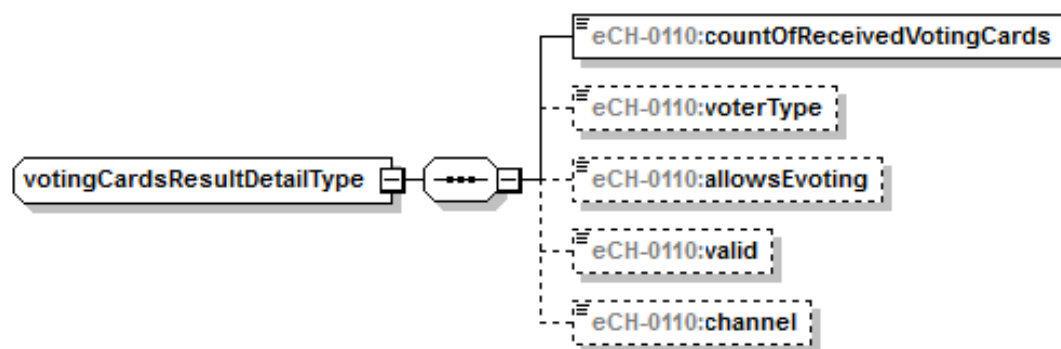 eCH-0110:countOfReceivedVotingCards
eCH-0110:voterType
votingCardsResultDetailType
eCH-0110:allowsEvoting
eCH-0110:valid
eCH-0110:channel